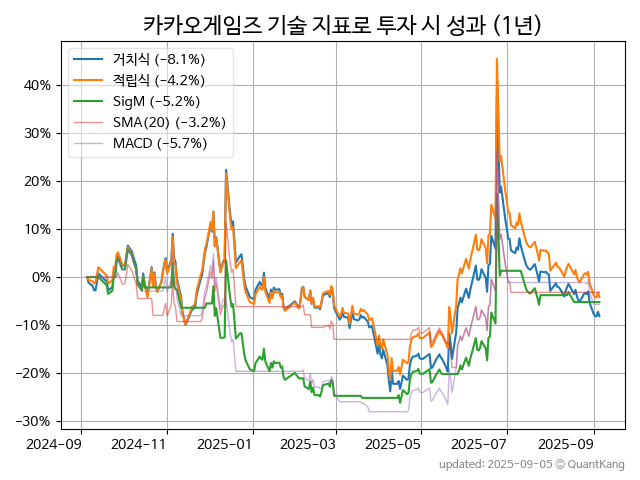 카카오게임즈 기술 지표로 투자 시 성과 (1년)
거치식 (−8.1%)
적립식 (−4.2%)
SigM (−5.2%)
SMA(20) (−3.2%)
MACD (−5.7%)
40%
30%
20%
10%
0%
−10%
−20%
−30%
2024-09
2024-11
2025-01
2025-03
2025-05
2025-07
2025-09
updated: 2025-09-05 © QuantKang